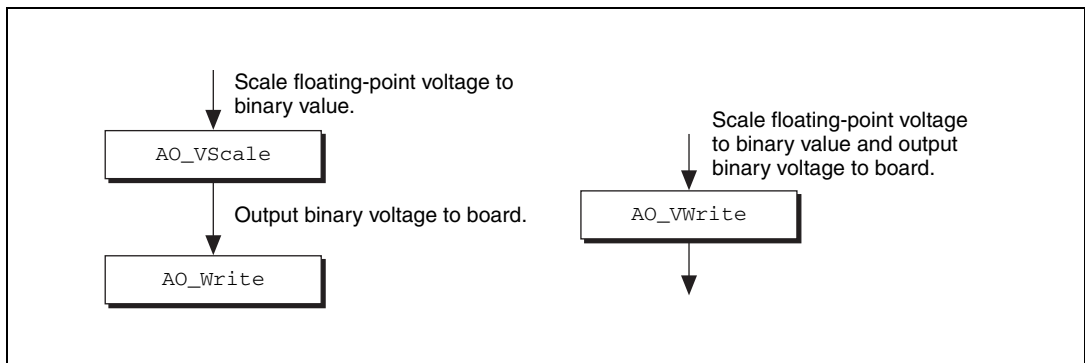 Scale floating-point voltage to
binary value.
AO_VScale
Output binary voltage to board.
AO_Write
Scale floating-point voltage
to binary value and output
binary voltage to board.
AO_VWrite